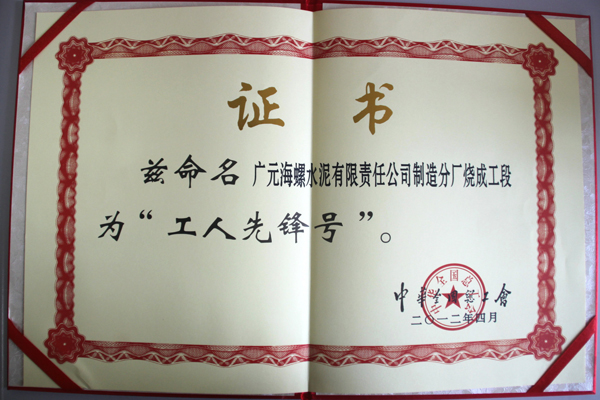 证 书
兹命名 广元海螺水泥有限责任公司制造分厂烧成工段
为“工人先锋号”。
中华全国总工會
二〇一二年四月